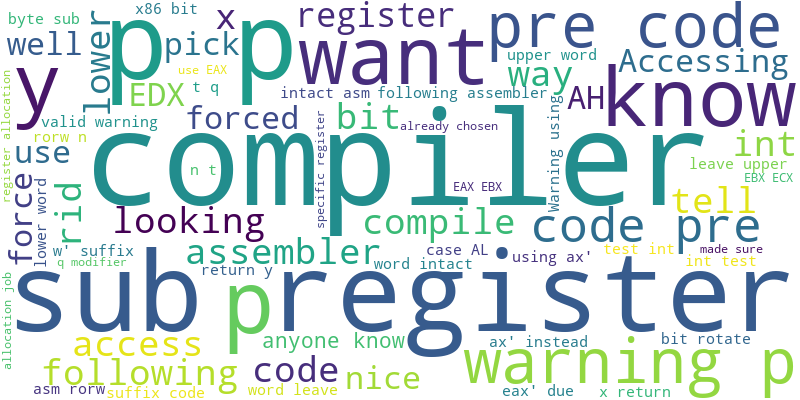 x86 bit
byte sub
register
pre code
well
lower
p p
pick
x
want
upper word
Accessing
use EAX
t q
way
y
EDX
intact asm
following assembler
AH
know
register allocation
valid warning
forced
bit
already chosen
rorw n
compiler
int
use
specific register
Warning using
leave upper
n t
EBX ECX
force
lower word
rid
EAX EBX
tell
looking
compile
code pre
assembler
case AL
using ax'
test int
made sure
w' suffix
q modifier
return y
word intact
int test
sub
register
allocation job
p
access
anyone know
ax' instead
bit rotate
warning p
following
code
nice
asm rorw
suffix code
word leave
eax' due
x return